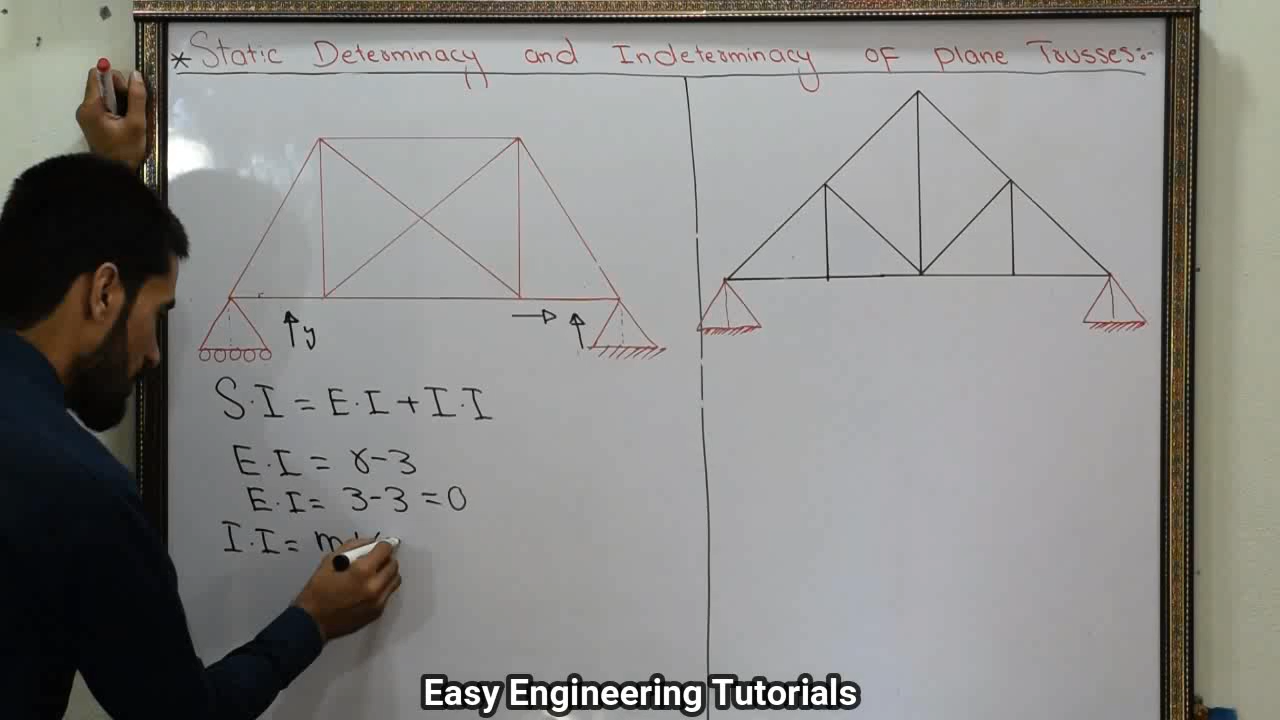 * Static Determinacy and Indeterminacy of plane Trusses:-
y
S.I = E.I + I.I
E.I = r-3
E.I = 3-3 = 0
I.I = m+
Easy Engineering Tutorials